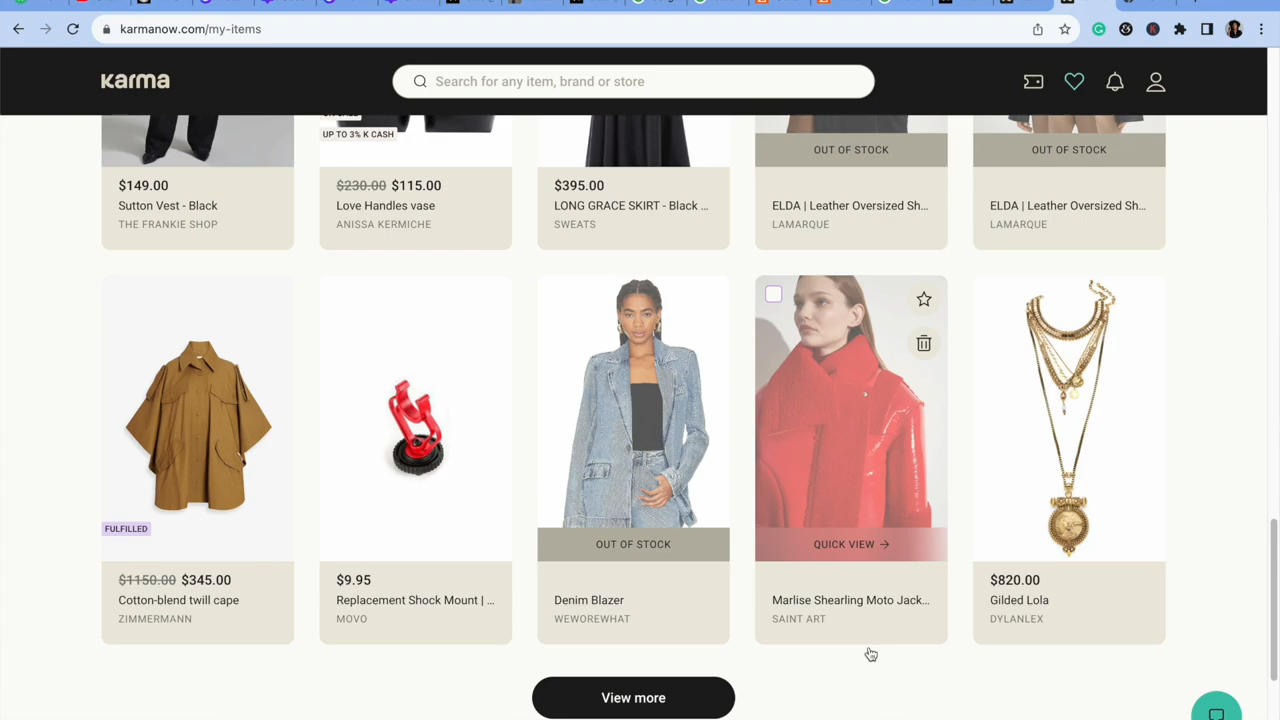 karmanow.com/my-items
Karma
Search for any item, brand or store
UP TO 3% K CASH
OUT OF STOCK
OUT OF STOCK
$149.00
Sutton Vest - Black
THE FRANKIE SHOP
$230.00 $115.00
Love Handles vase
ANISSA KERMICHE
$395.00
LONG GRACE SKIRT - Black ...
SWEATS
ELDA | Leather Oversized Sh...
LAMARQUE
ELDA | Leather Oversized Sh...
LAMARQUE
FULFILLED
$1150.00 $345.00
Cotton-blend twill cape
ZIMMERMANN
$9.95
Replacement Shock Mount | ...
MOVO
OUT OF STOCK
Denim Blazer
WEWOREWHAT
QUICK VIEW →
Marlise Shearling Moto Jack...
SAINT ART
$820.00
Gilded Lola
DYLANLEX
View more